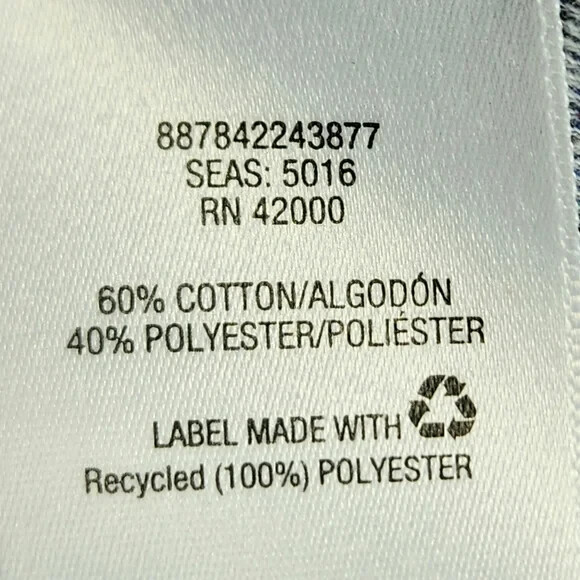 887842243877
SEAS: 5016
RN 42000
60% COTTON/ALGODÓN
40% POLYESTER/POLIÉSTER
LABEL MADE WITH
Recycled (100%) POLYESTER